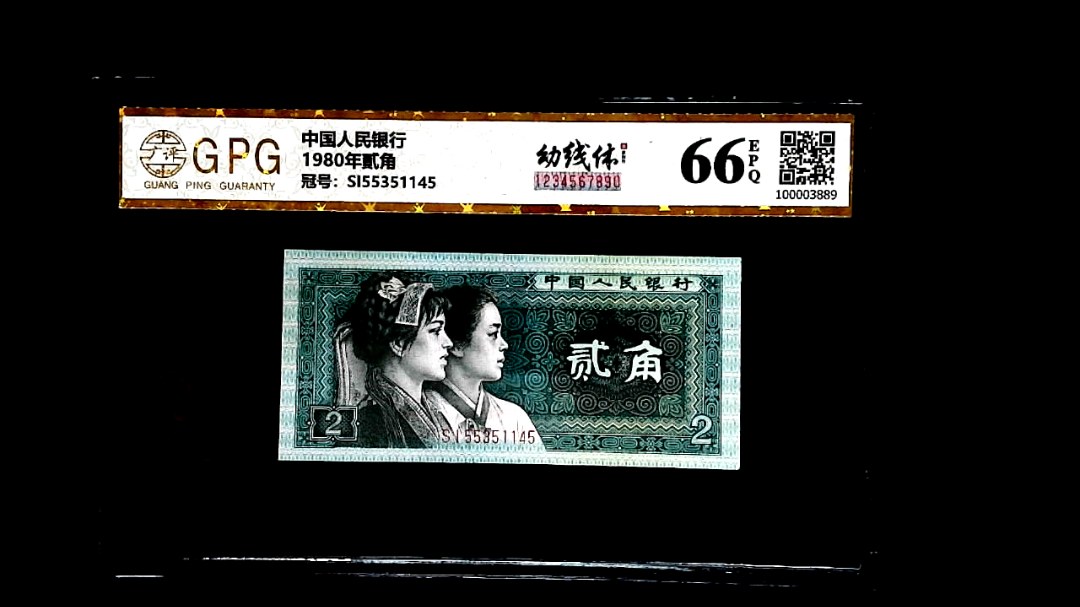 广评
GPG
GUANG PING GUARANTY
中国人民银行
1980年贰角
冠号：SI55351145
幼线体
1234567890
66
EPQ
100003889
中国人民银行
贰角
2
SI55351145
2